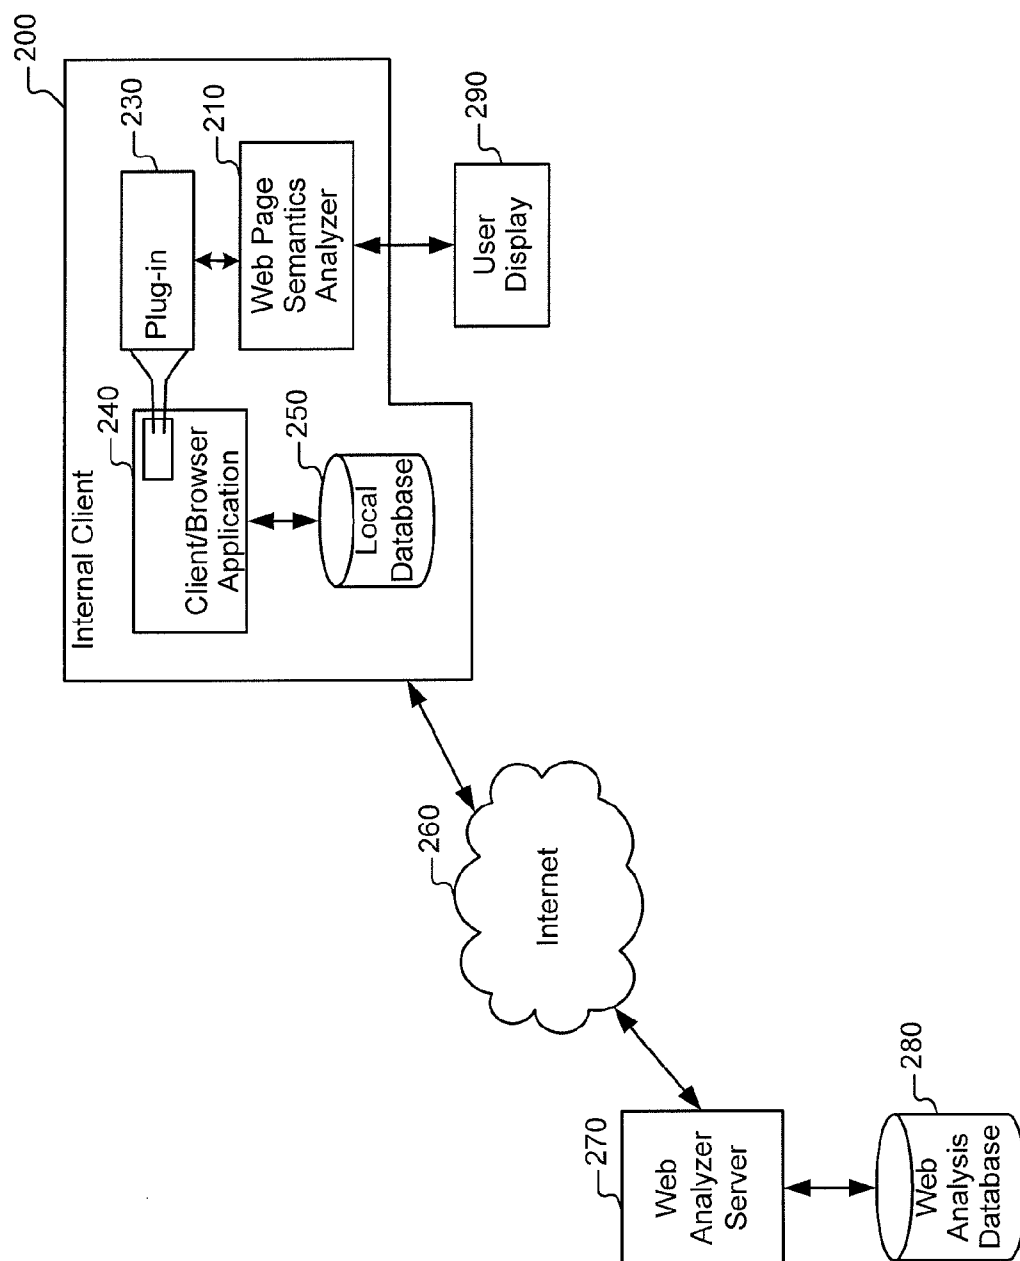 200
Internal Client
240
Client/Browser
Application
230
Plug-in
210
Web Page
Semantics
Analyzer
250
Local
Database
290
User
Display
260
Internet
270
Web
Analyzer
Server
280
Web
Analysis
Database